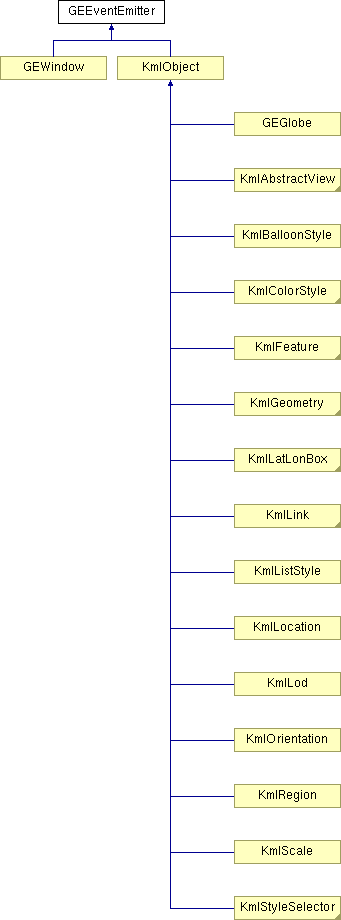 GEEventEmitter
GEWindow
KmlObject
GEGlobe
KmlAbstractView
KmlBalloonStyle
KmlColorStyle
KmlFeature
KmlGeometry
KmlLatLonBox
KmlLink
KmlListStyle
KmlLocation
KmlLod
KmlOrientation
KmlRegion
KmlScale
KmlStyleSelector